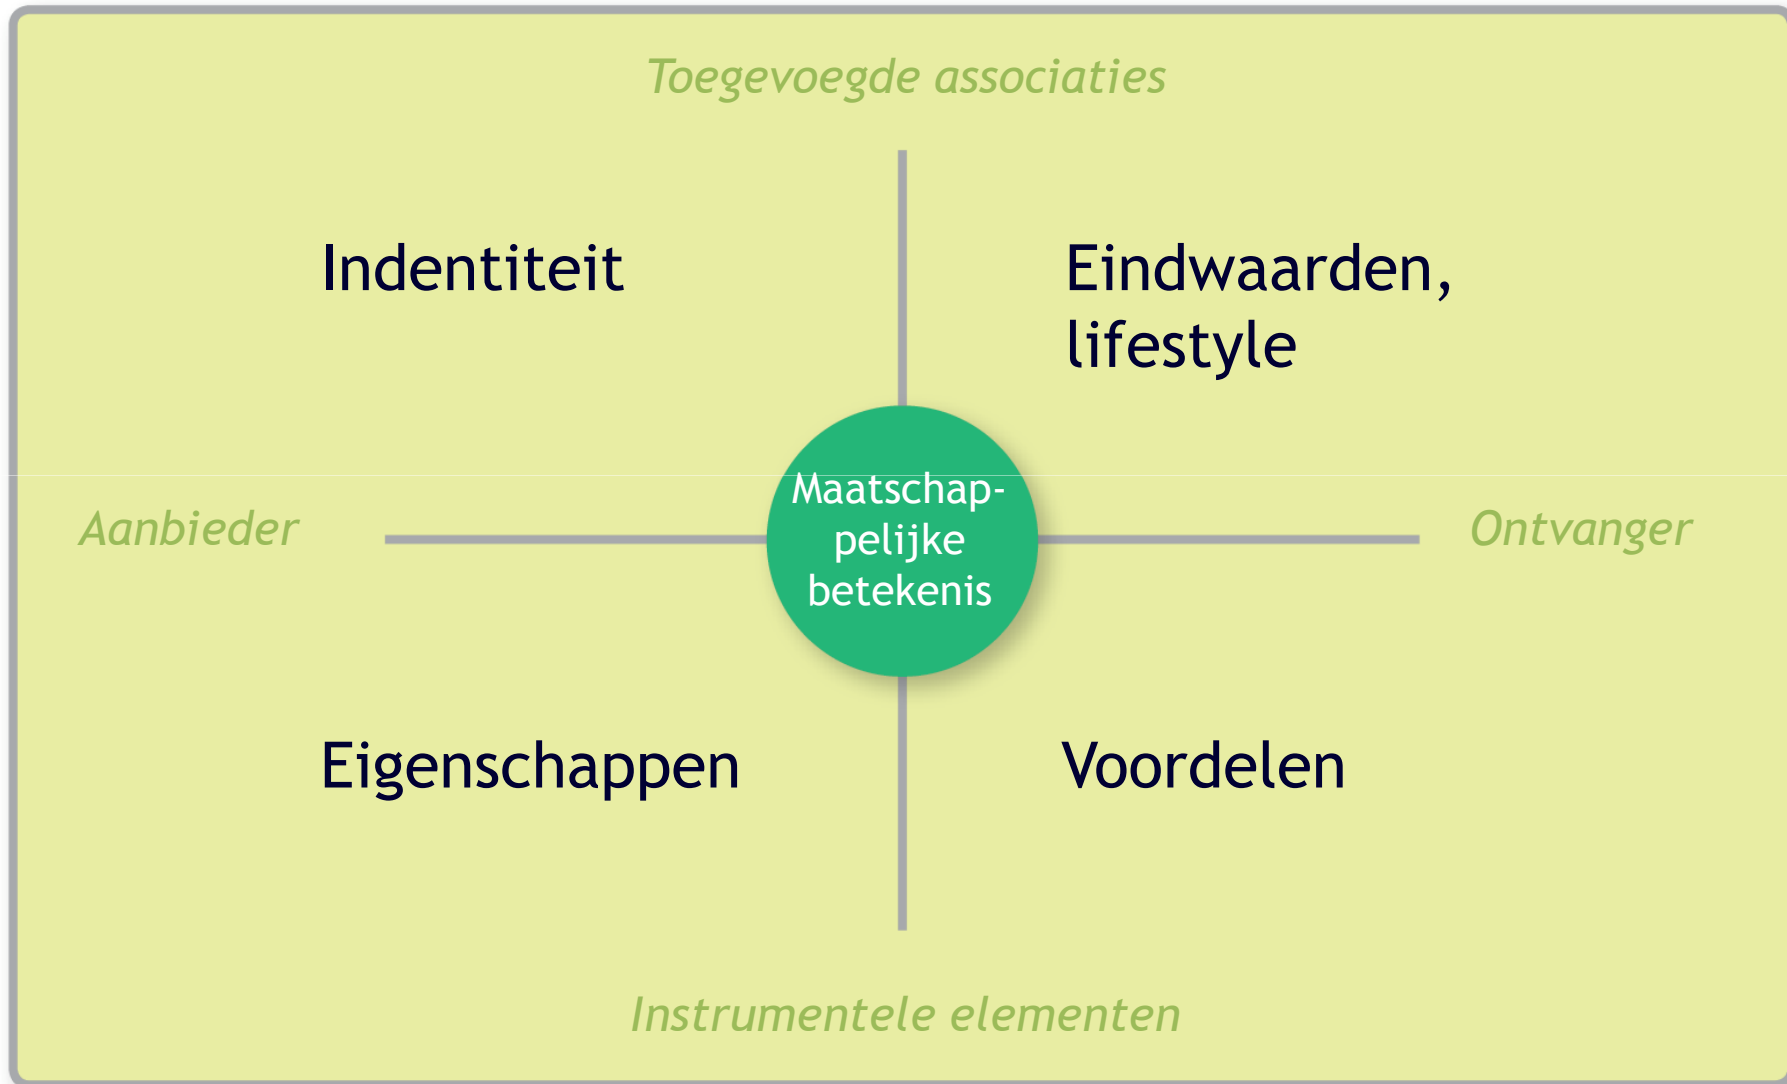 Toegevoegde associaties
Indentiteit
Eindwaarden,
lifestyle
Maatschap-
pelijke
betekenis
Aanbieder
Ontvanger
Eigenschappen
Voordelen
Instrumentele elementen